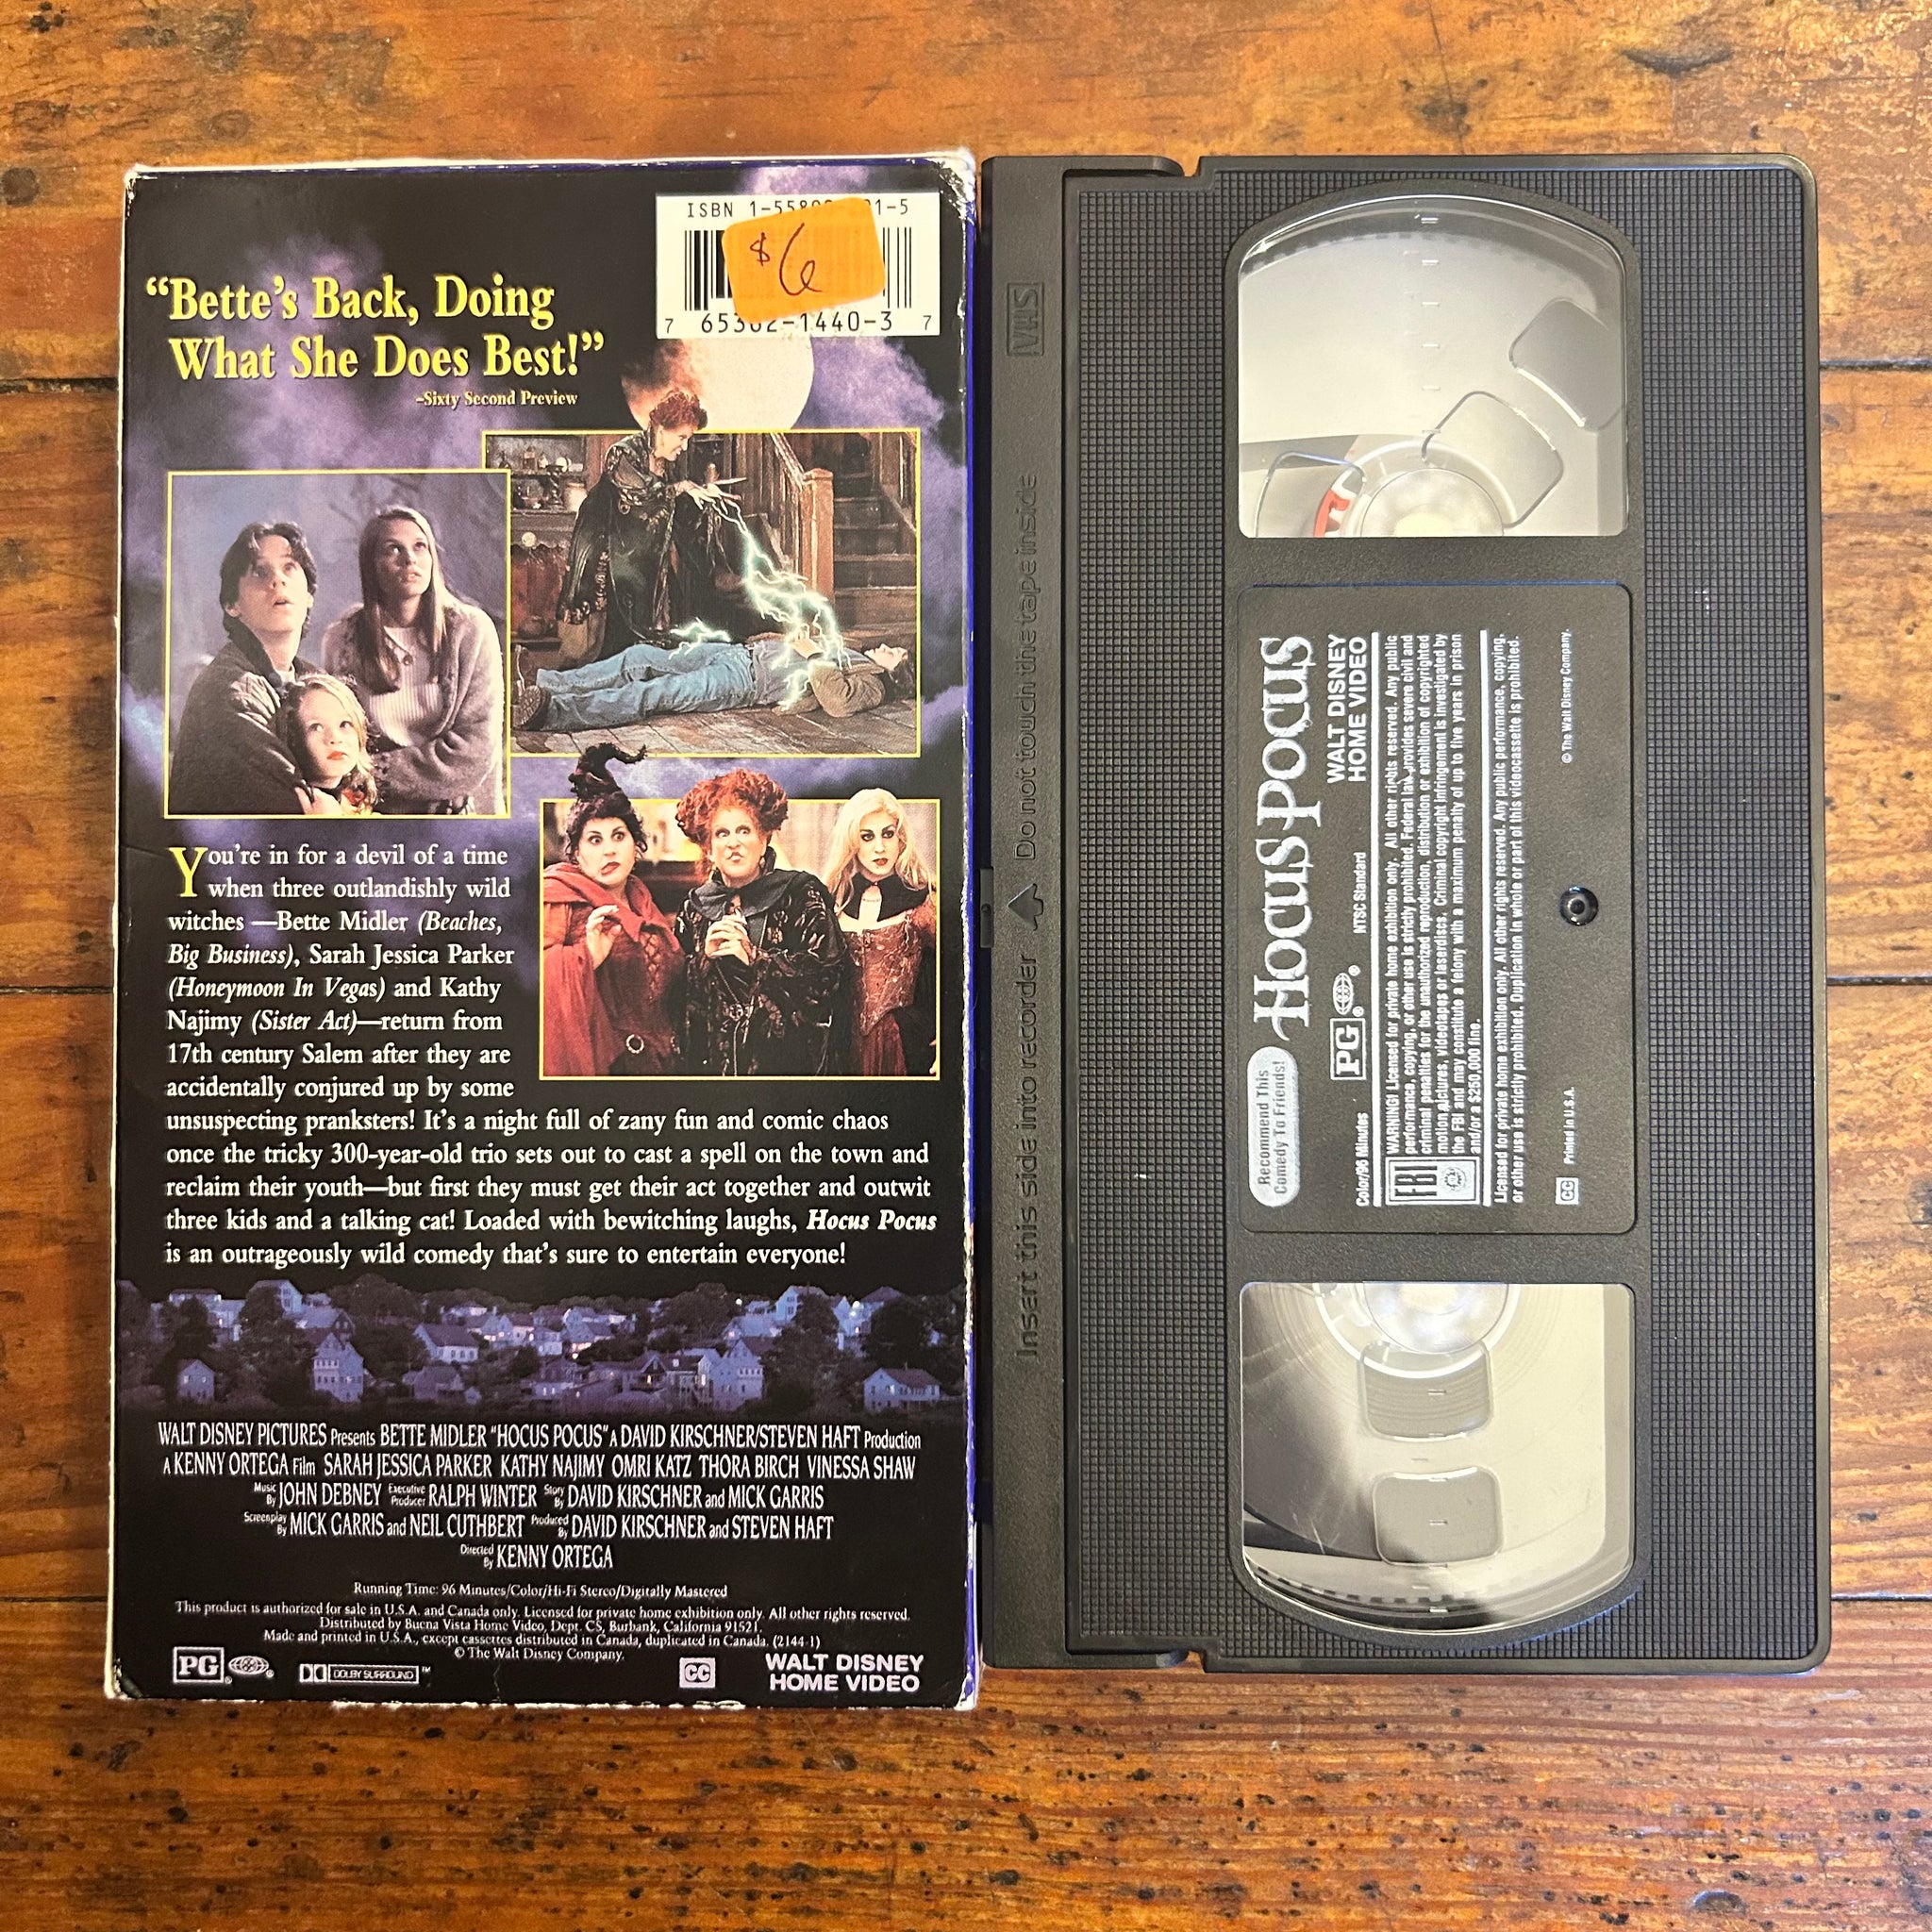 ISBN 1-55890-
1-5
$6
7 65362-1440-3 7
“Bette’s Back, Doing
What She Does Best!”
-Sixty Second Preview
You’re in for a devil of a time
when three outlandishly wild
witches —Bette Midler (Beaches,
Big Business), Sarah Jessica Parker
(Honeymoon In Vegas) and Kathy
Najimy (Sister Act)—return from
17th century Salem after they are
accidentally conjured up by some
unsuspecting pranksters! It’s a night full of zany fun and comic chaos
once the tricky 300-year-old trio sets out to cast a spell on the town and
reclaim their youth—but first they must get their act together and outwit
three kids and a talking cat! Loaded with bewitching laughs, Hocus Pocus
is an outrageously wild comedy that’s sure to entertain everyone!
WALT DISNEY PICTURES Presents BETTE MIDLER "HOCUS POCUS" A DAVID KIRSCHNER/STEVEN HAFT Production
A KENNY ORTEGA Film SARAH JESSICA PARKER KATHY NAJIMY OMRI KATZ THORA BIRCH VINESSA SHAW
Music By JOHN DEBNEY Executive Producer RALPH WINTER Story By DAVID KIRSCHNER and MICK GARRIS
Screenplay By MICK GARRIS and NEIL CUTHBERT Produced By DAVID KIRSCHNER and STEVEN HAFT
Directed By KENNY ORTEGA
Running Time: 96 Minutes/Color/Hi-Fi Stereo/Digitally Mastered
This product is authorized for sale in U.S.A. and Canada only. Licensed for private home exhibition only. All other rights reserved.
Distributed by Buena Vista Home Video, Dept. CS, Burbank, California 91521.
Made and printed in U.S.A., except cassettes distributed in Canada, duplicated in Canada. (2144-1)
© The Walt Disney Company.
PG ®
DOLBY SURROUND ™
CC
WALT DISNEY
HOME VIDEO
VHS
Insert this side into recorder Do not touch the tape inside
Recommend This
Comedy To Friends!
Hocus Pocus
PG ® ®
WALT DISNEY
HOME VIDEO
Color/96 Minutes NTSC Standard
FBI
WARNING! Licensed for private home exhibition only. All other rights reserved. Any public
performance, copying, or other use is strictly prohibited. Federal law provides severe civil and
criminal penalties for the unauthorized reproduction, distribution or exhibition of copyrighted
motion pictures, videotapes or laserdiscs. Criminal copyright infringement is investigated by
the FBI and may constitute a felony with a maximum penalty of up to five years in prison
and/or a $250,000 fine.
Licensed for private home exhibition only. All other rights reserved. Any public performance, copying,
or other use is strictly prohibited. Duplication in whole or part of this videocassette is prohibited.
CC Printed in U.S.A. © The Walt Disney Company.